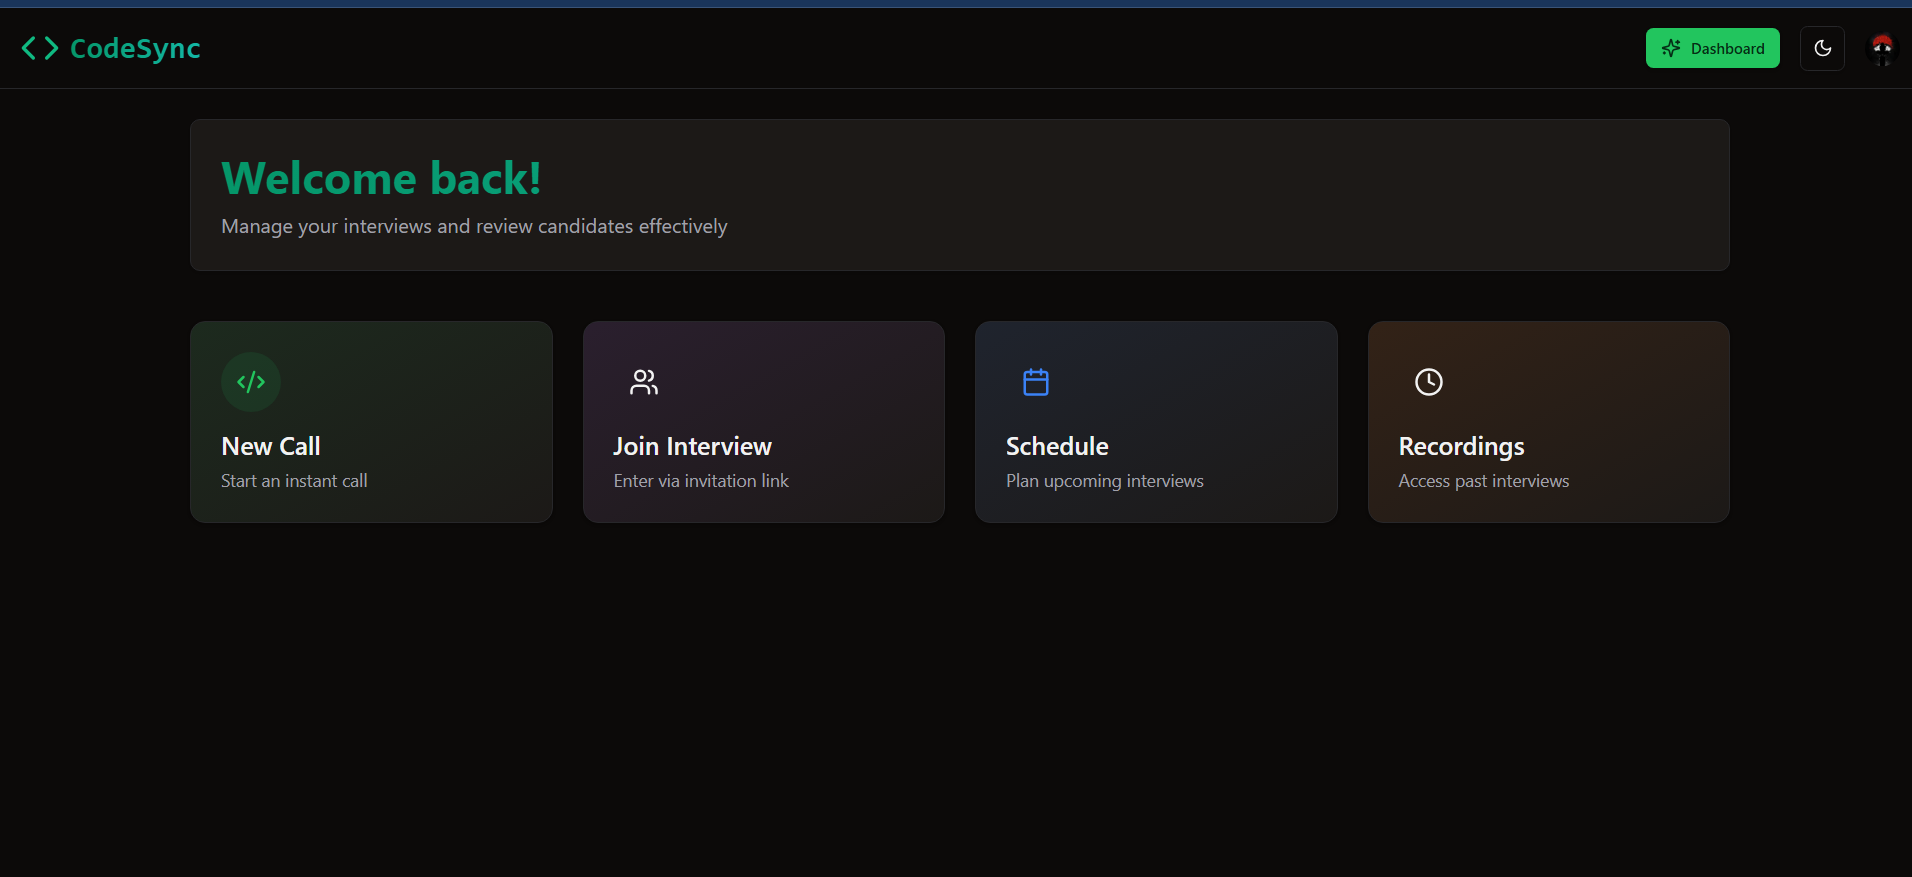 CodeSync
Dashboard
Welcome back!
Manage your interviews and review candidates effectively
New Call
Start an instant call
Join Interview
Enter via invitation link
Schedule
Plan upcoming interviews
Recordings
Access past interviews